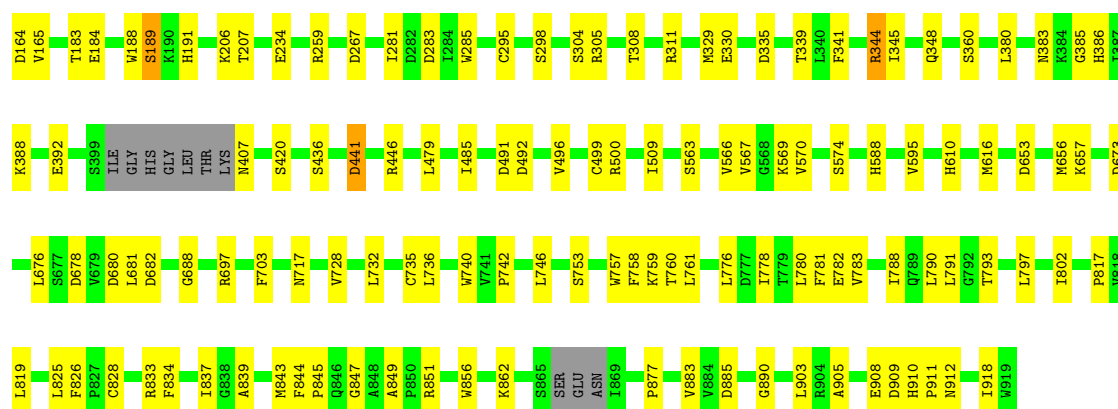 D164 V165 T183 E184 W188 S189 K190 H191 K206 T207 E234 R259 D267 I281 D282 D283 I284 W285 C295 S298 S304 R305 T308 R311 M329 E330 D335 T339 L340 F341 R344 I345 Q348 S360 L380 N383 K384 G385 H386
K388 E392 S399 ILE GLY HIS GLY LEU THR LYS N407 S420 S436 D441 R446 L479 I485 D491 D492 V496 C499 R500 I509 S563 V566 V567 G568 K569 V570 S574 H588 V595 H610 M616 D653 M656 K657
L676 S677 D678 V679 D680 L681 D682 G688 R697 F703 N717 V728 L732 C735 L736 W740 V741 P742 L746 S753 W757 F758 K759 T760 L761 L776 D777 I778 T779 L780 F781 E782 V783 I788 Q789 L790 L791 G792 T793 L797 I802 P817
L819 L825 F826 P827 C828 R833 F834 I837 G838 A839 M843 F844 P845 Q846 G847 A848 A849 P850 R851 W856 K862 S865 SER GLU ASN I869 P877 V883 V884 D885 G890 L903 R904 A905 E908 D909 H910 P911 N912 I918 W919